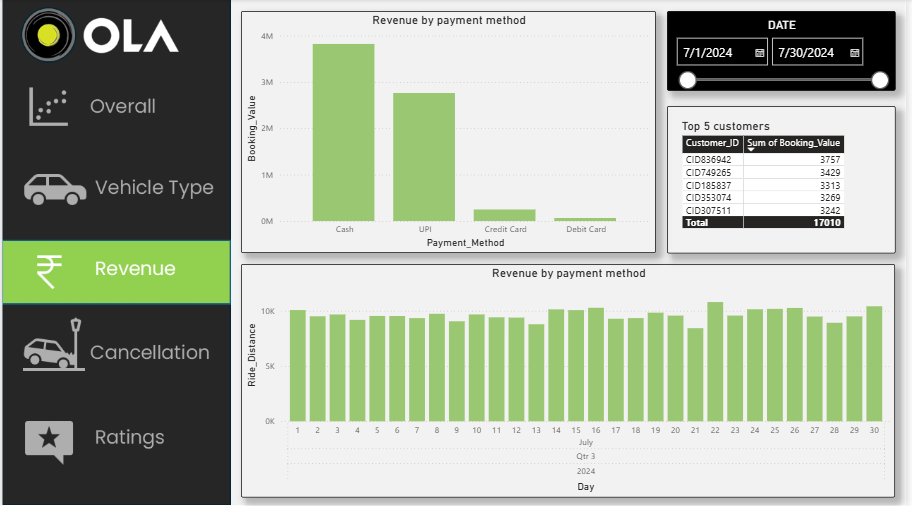 OLA
Overall
Vehicle Type
Revenue
Cancellation
Ratings
Revenue by payment method
Booking_Value
4M
3M
2M
1M
0M
Cash UPI Credit Card Debit Card
Payment_Method
DATE
7/1/2024 7/30/2024
Top 5 customers
Customer_ID Sum of Booking_Value
CID836942 3757
CID749265 3429
CID185837 3313
CID353074 3269
CID307511 3242
Total 17010
Revenue by payment method
Ride_Distance
10K
5K
0K
1 2 3 4 5 6 7 8 9 10 11 12 13 14 15 16 17 18 19 20 21 22 23 24 25 26 27 28 29 30
July
Qtr 3
2024
Day